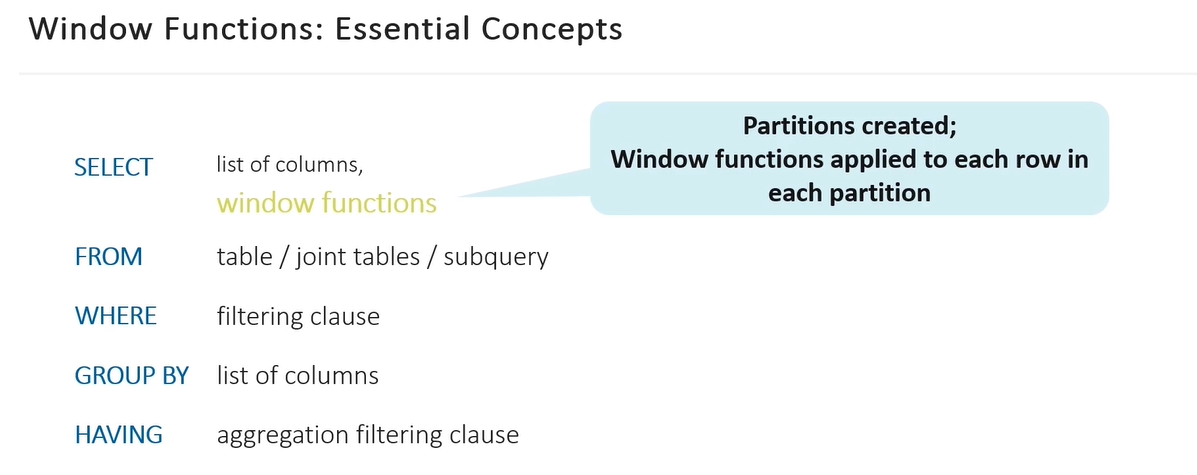 Window Functions: Essential Concepts
Partitions created;
Window functions applied to each row in
each partition
SELECT list of columns,
window functions
FROM table / joint tables / subquery
WHERE filtering clause
GROUP BY list of columns
HAVING aggregation filtering clause